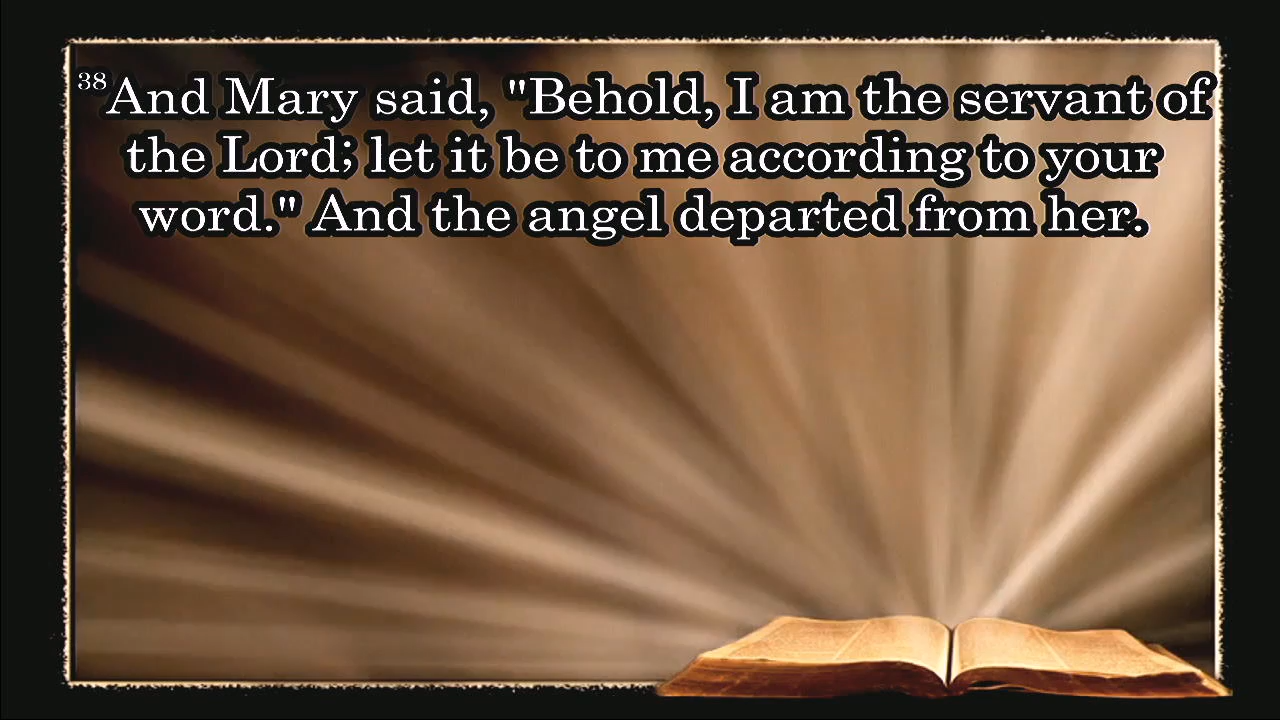 38And Mary said, "Behold, I am the servant of
the Lord; let it be to me according to your
word." And the angel departed from her.